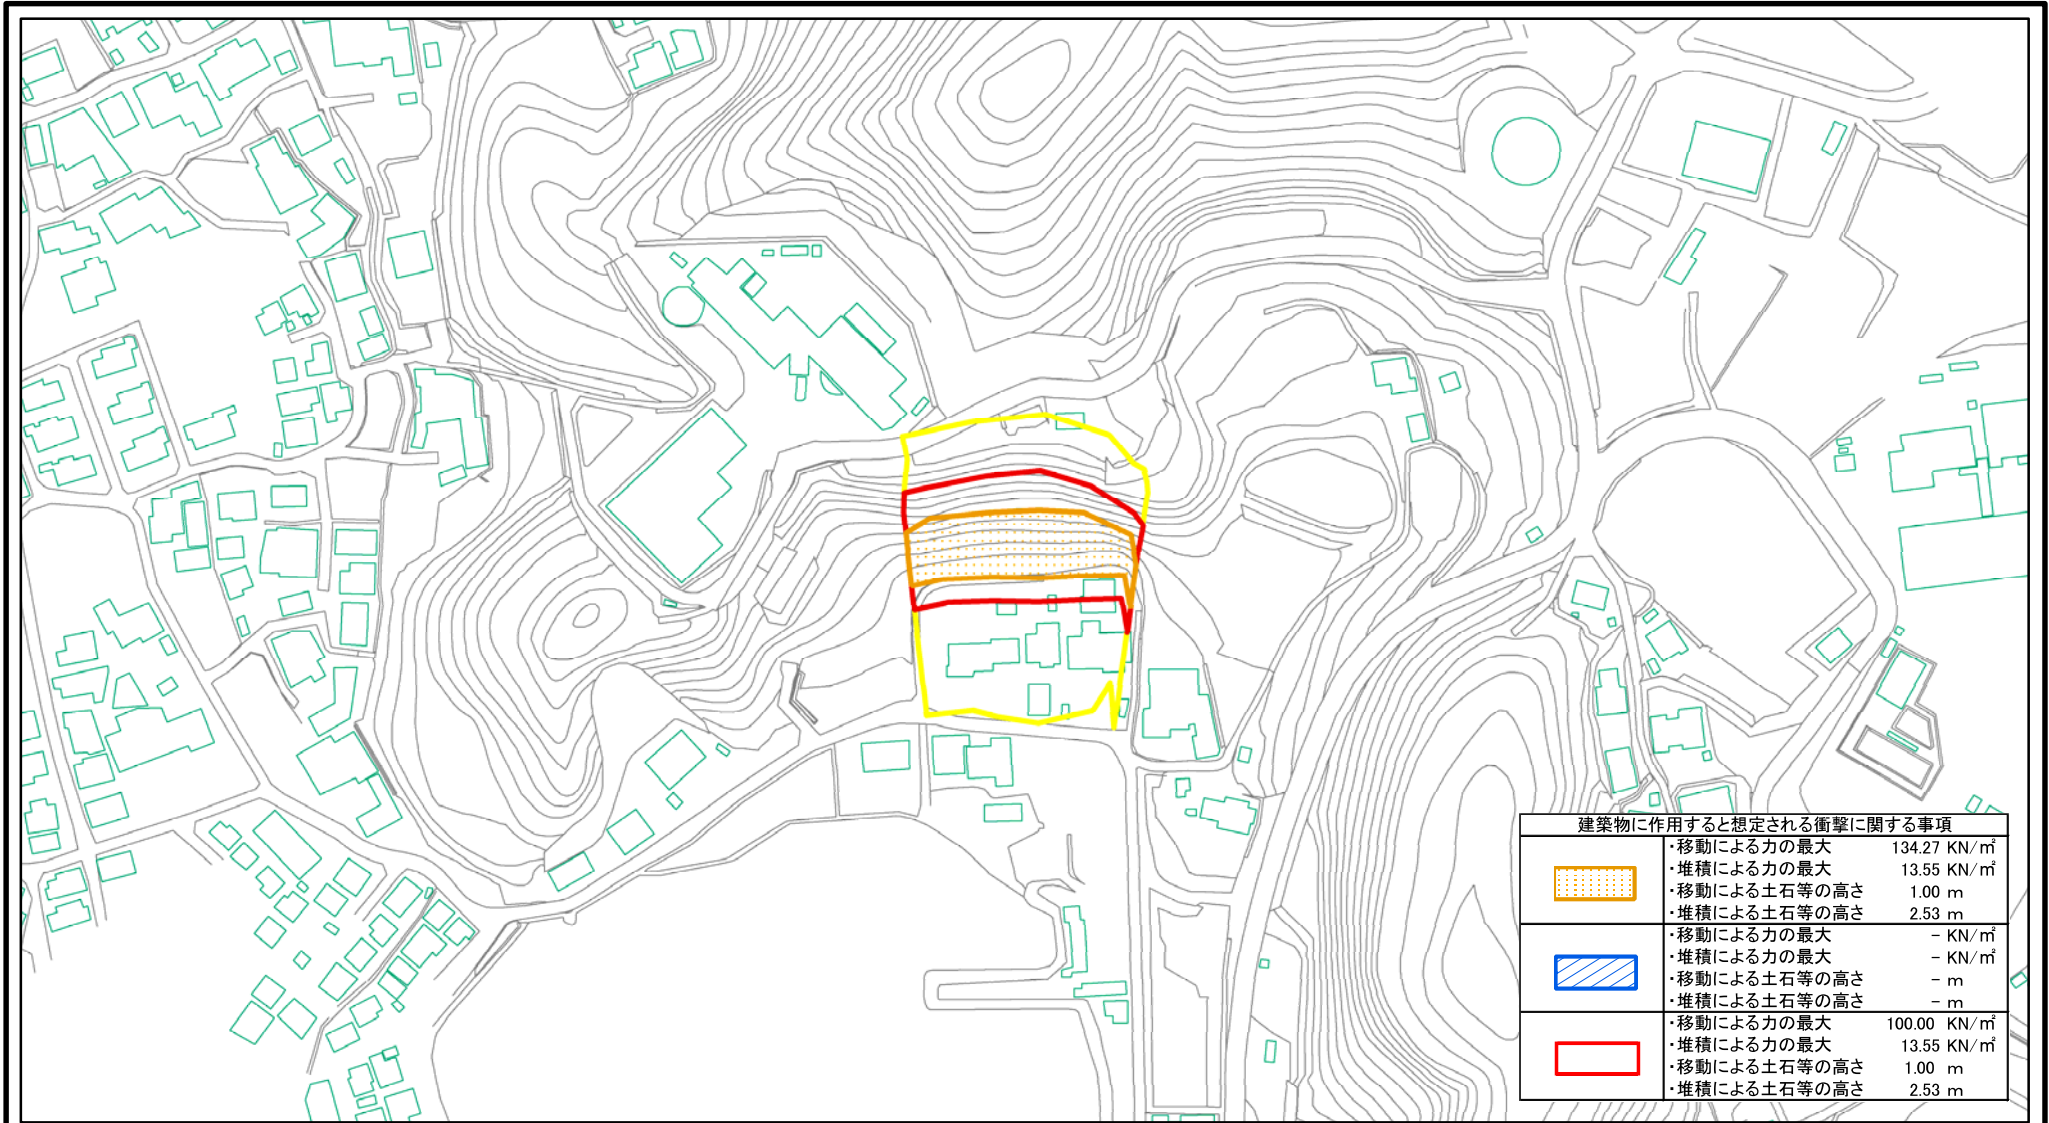 建築物に作用すると想定される衝撃に関する事項
・移動による力の最大 134.27 KN/㎡
・堆積による力の最大 13.55 KN/㎡
・移動による土石等の高さ 1.00 m
・堆積による土石等の高さ 2.53 m
・移動による力の最大 - KN/㎡
・堆積による力の最大 - KN/㎡
・移動による土石等の高さ - m
・堆積による土石等の高さ - m
・移動による力の最大 100.00 KN/㎡
・堆積による力の最大 13.55 KN/㎡
・移動による土石等の高さ 1.00 m
・堆積による土石等の高さ 2.53 m